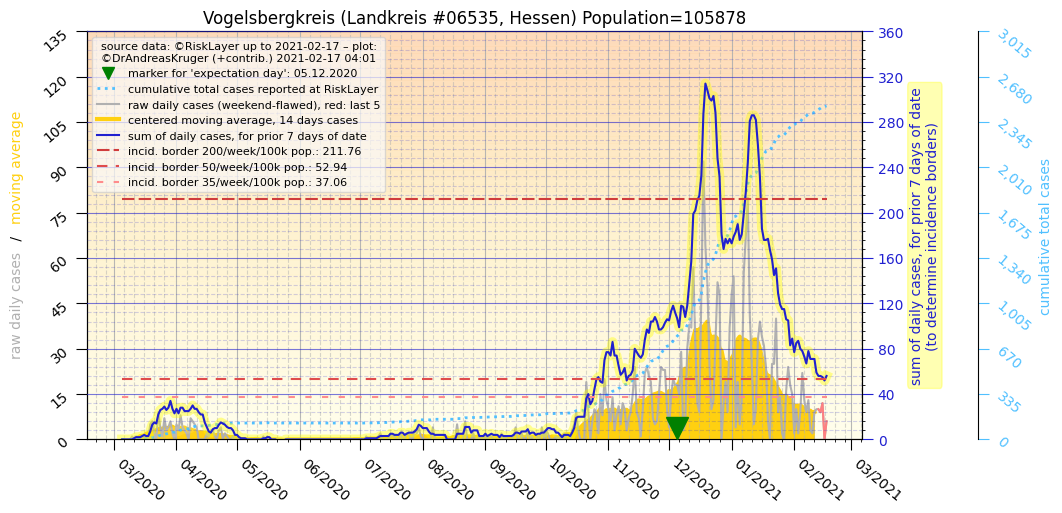 Vogelsbergkreis (Landkreis #06535, Hessen) Population=105878
source data: ©RiskLayer up to 2021-02-17 – plot:
©DrAndreasKruger (+contrib.) 2021-02-17 04:01
marker for 'expectation day': 05.12.2020
cumulative total cases reported at RiskLayer
raw daily cases (weekend-flawed), red: last 5
centered moving average, 14 days cases
sum of daily cases, for prior 7 days of date
incid. border 200/week/100k pop.: 211.76
incid. border 50/week/100k pop.: 52.94
incid. border 35/week/100k pop.: 37.06
raw daily cases / moving average
135
120
105
90
75
60
45
30
15
0
360
320
280
240
200
160
120
80
40
0
sum of daily cases, for prior 7 days of date
(to determine incidence borders)
3,015
2,680
2,345
2,010
1,675
1,340
1,005
670
335
0
cumulative total cases
03/2020
04/2020
05/2020
06/2020
07/2020
08/2020
09/2020
10/2020
11/2020
12/2020
01/2021
02/2021
03/2021